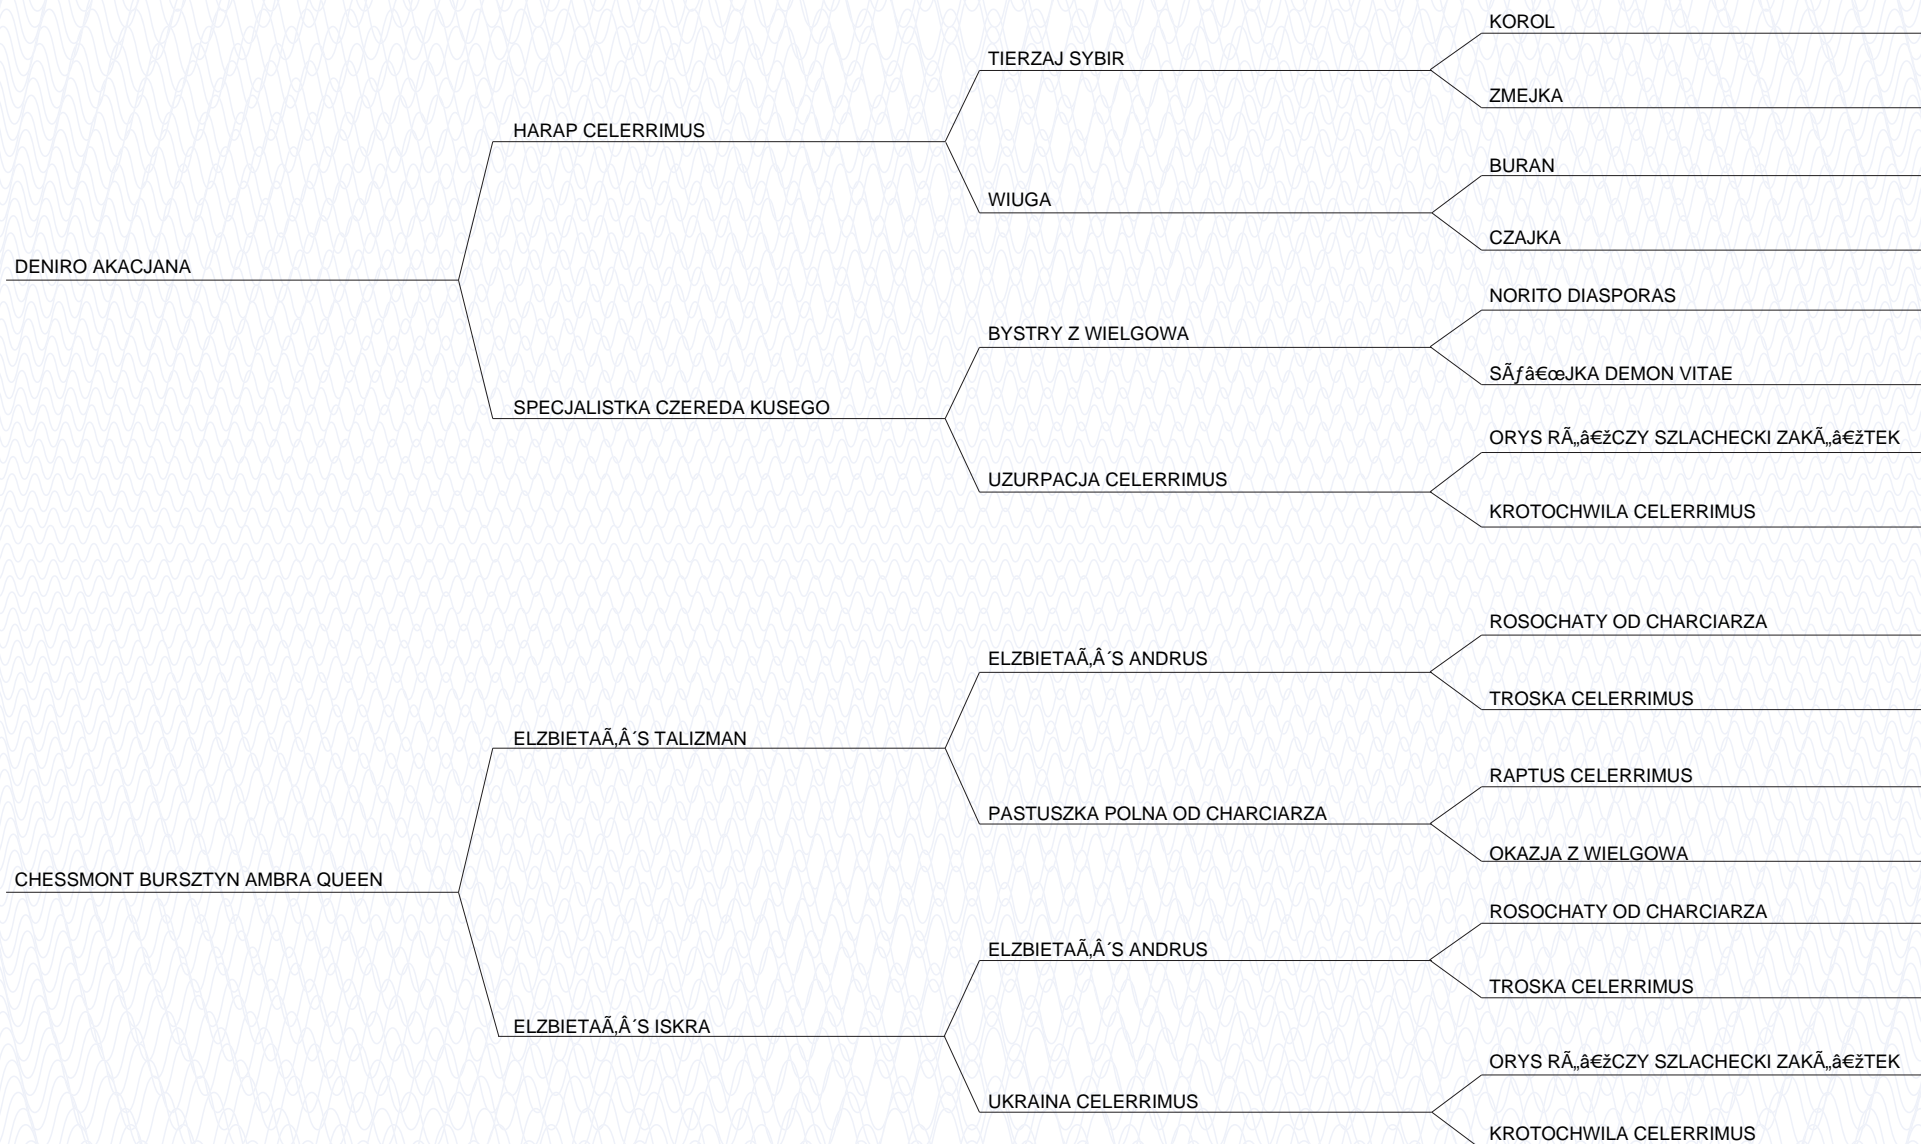 KOROL
TIERZAJ SYBIR
ZMEJKA
HARAP CELERRIMUS
BURAN
WIUGA
CZAJKA
DENIRO AKACJANA
NORITO DIASPORAS
BYSTRY Z WIELGOWA
SÃƒâ€œJKA DEMON VITAE
SPECJALISTKA CZEREDA KUSEGO
ORYS RÃ„â€žCZY SZLACHECKI ZAKÃ„â€žTEK
UZURPACJA CELERRIMUS
KROTOCHWILA CELERRIMUS
ROSOCHATY OD CHARCIARZA
ELZBIETAÃ‚Â´S ANDRUS
TROSKA CELERRIMUS
ELZBIETAÃ‚Â´S TALIZMAN
RAPTUS CELERRIMUS
PASTUSZKA POLNA OD CHARCIARZA
OKAZJA Z WIELGOWA
CHESSMONT BURSZTYN AMBRA QUEEN
ROSOCHATY OD CHARCIARZA
ELZBIETAÃ‚Â´S ANDRUS
TROSKA CELERRIMUS
ELZBIETAÃ‚Â´S ISKRA
ORYS RÃ„â€žCZY SZLACHECKI ZAKÃ„â€žTEK
UKRAINA CELERRIMUS
KROTOCHWILA CELERRIMUS